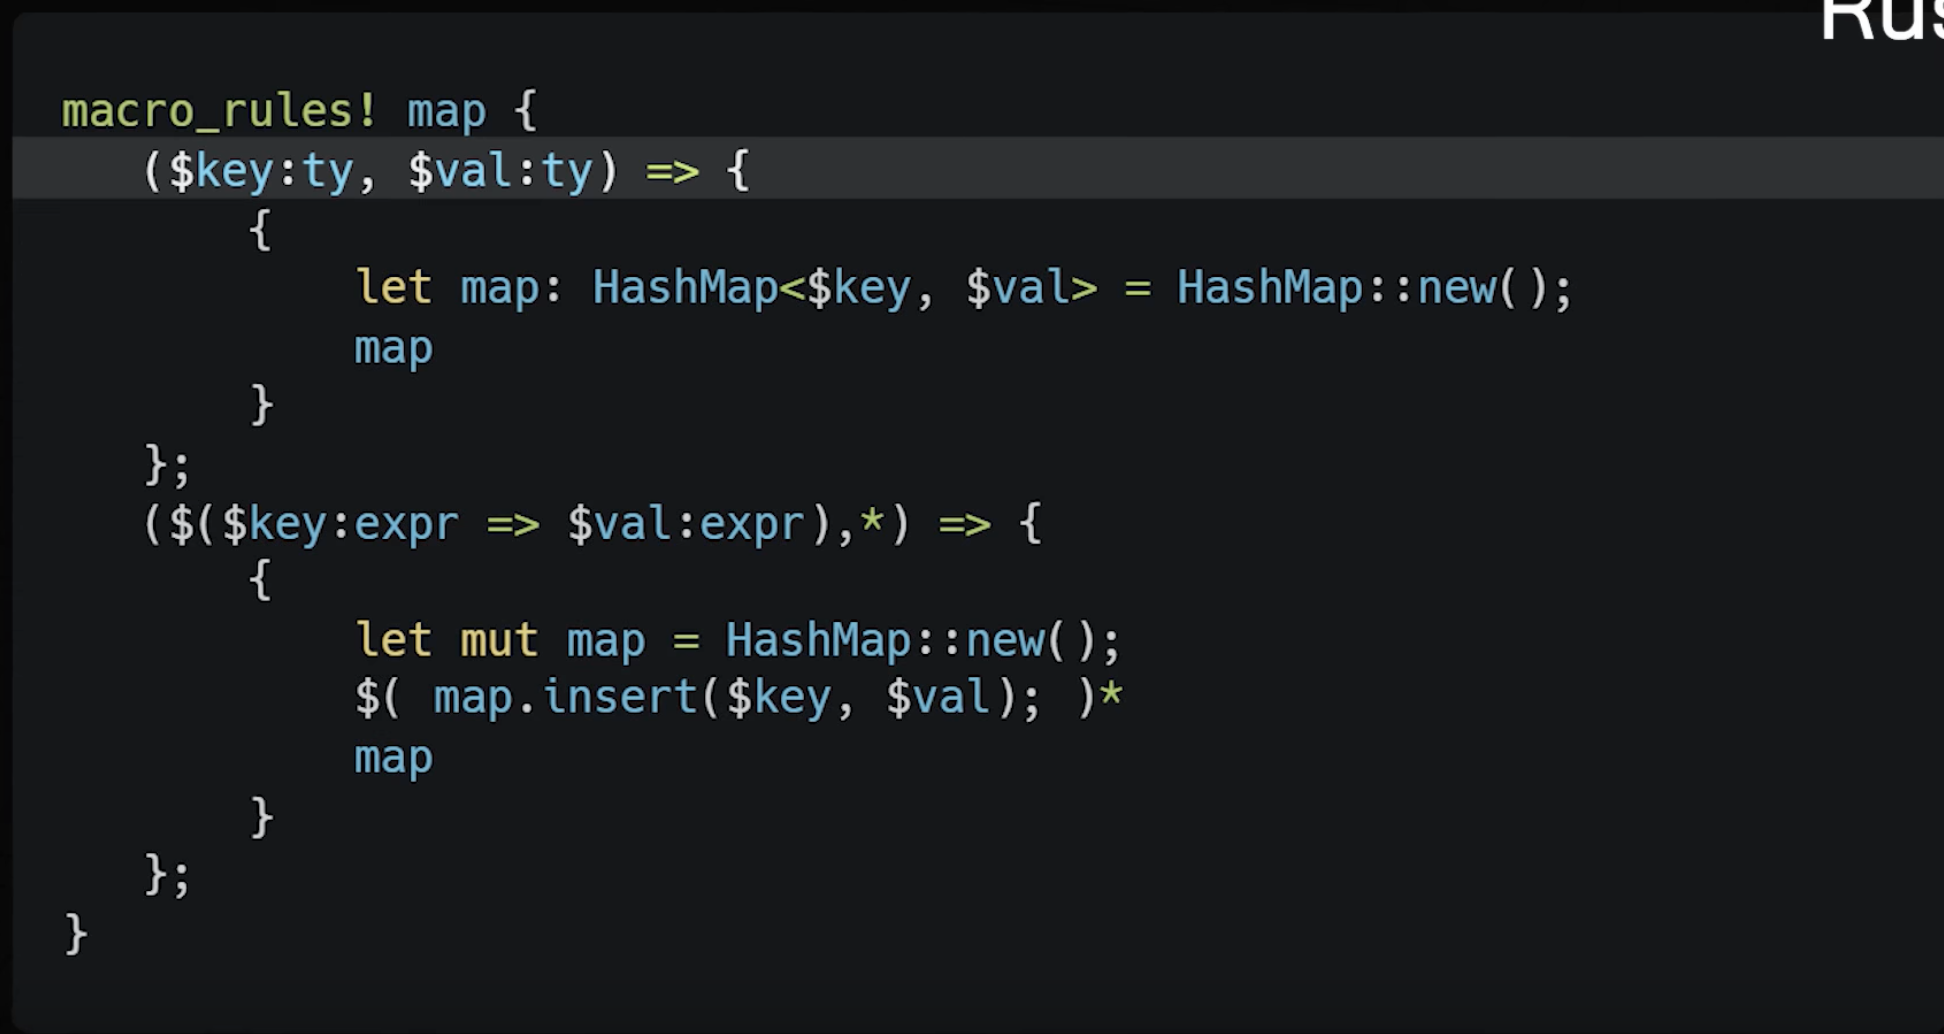 macro_rules! map {
($key:ty, $val:ty) => {
{
let map: HashMap<$key, $val> = HashMap::new();
map
}
};
($($key:expr => $val:expr),*) => {
{
let mut map = HashMap::new();
$( map.insert($key, $val); )*
map
}
};
}